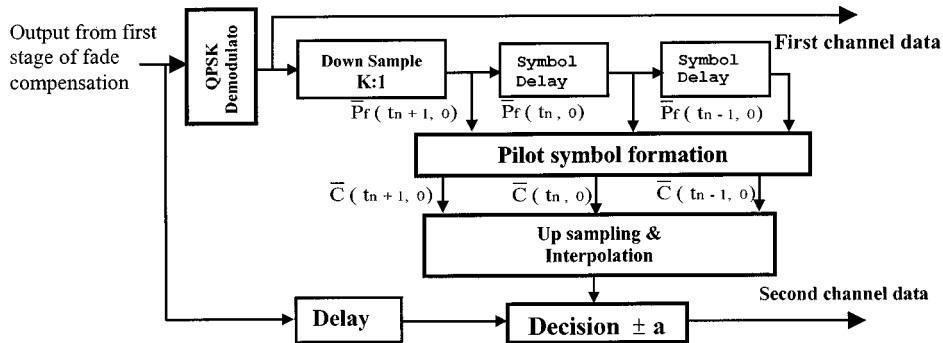 Output from first
stage of fade
compensation
QPSK
Demodulato
First channel data
Down Sample
K:1
Symbol
Delay
Symbol
Delay
P̅f ( tn + 1, 0)
P̅f ( tn , 0)
P̅f ( tn - 1, 0)
Pilot symbol formation
C̅ ( tn + 1, 0)
C̅ ( tn , 0)
C̅ ( tn - 1, 0)
Up sampling &
Interpolation
Second channel data
Delay
Decision ± a